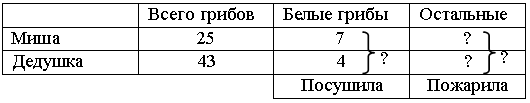 Всего грибов Белые грибы Остальные
Миша 25 7 ? ?
Дедушка 43 4 ? ?
Посушила Пожарила